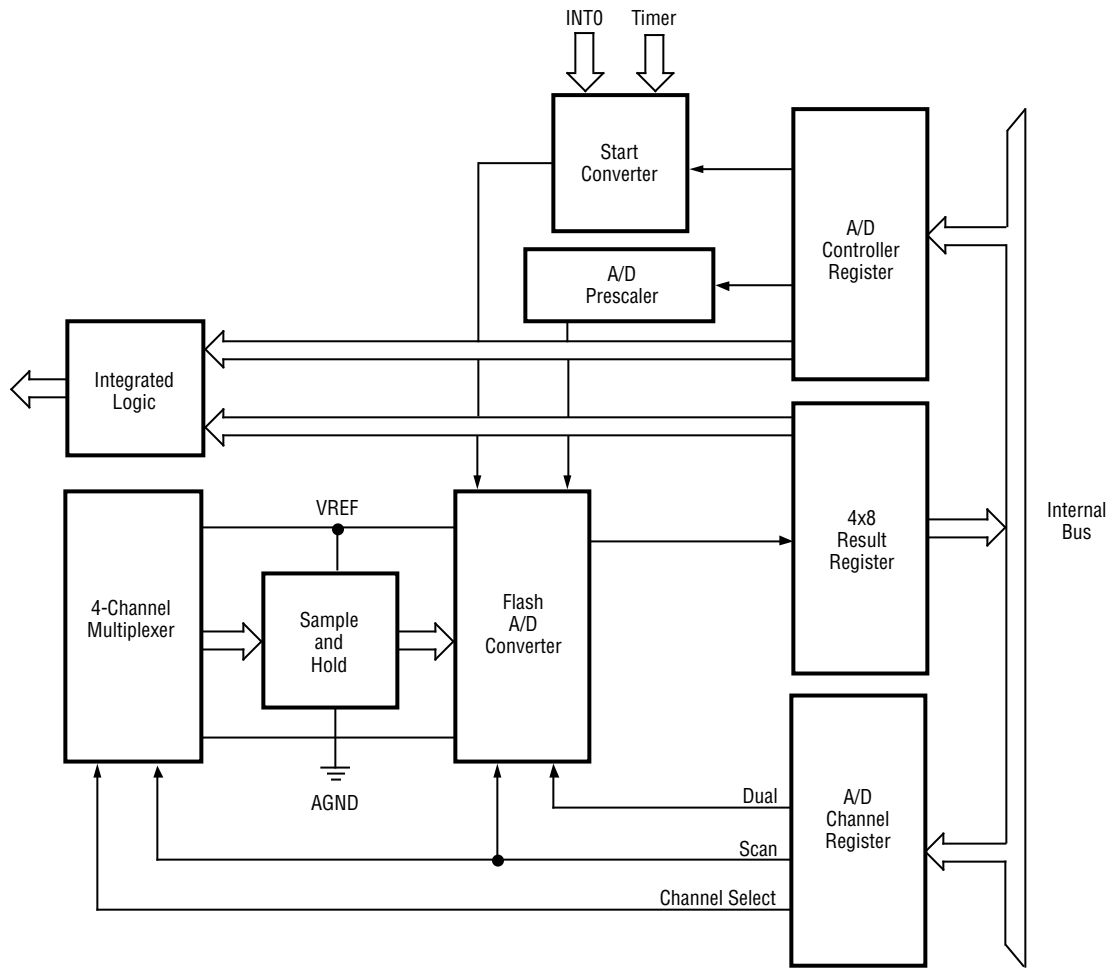 INT0
Timer
Start
Converter
A/D
Controller
Register
A/D
Prescaler
Integrated
Logic
4-Channel
Multiplexer
VREF
Sample
and
Hold
AGND
Flash
A/D
Converter
4x8
Result
Register
Internal
Bus
Dual
Scan
Channel Select
A/D
Channel
Register